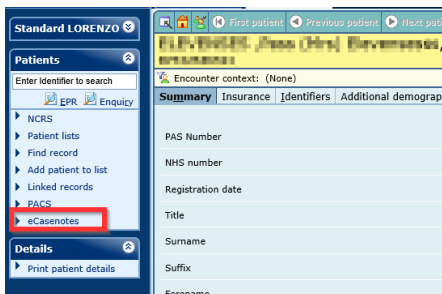 Standard LORENZO
First patient Previous patient Next pati
Patients
Enter Identifier to search
EPR Enquiry
Encounter context: (None)
Summary Insurance Identifiers Additional demograp
NCRS
Patient lists
Find record
Add patient to list
Linked records
PACS
eCasenotes
Details
Print patient details
PAS Number
NHS number
Registration date
Title
Surname
Suffix
Forename